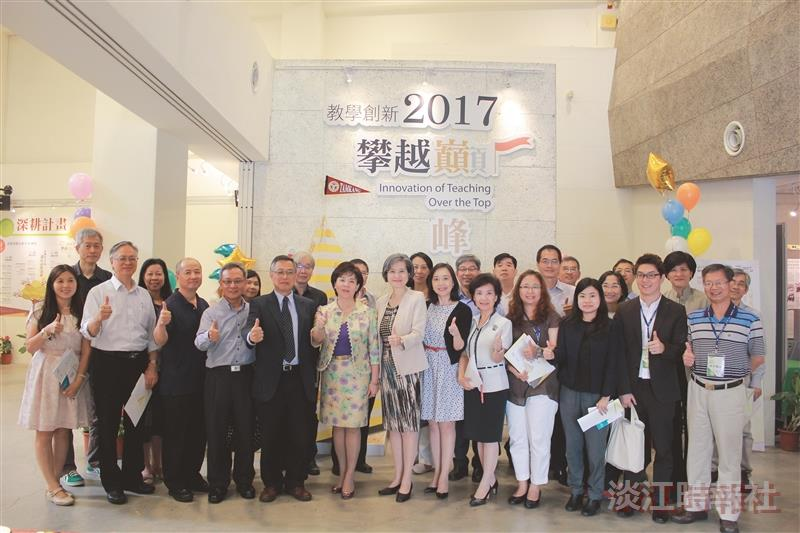 教學創新 2017
攀越巔
Innovation of Teaching
Over the Top
TAMKANG
峰
深耕計畫
淡江時報社